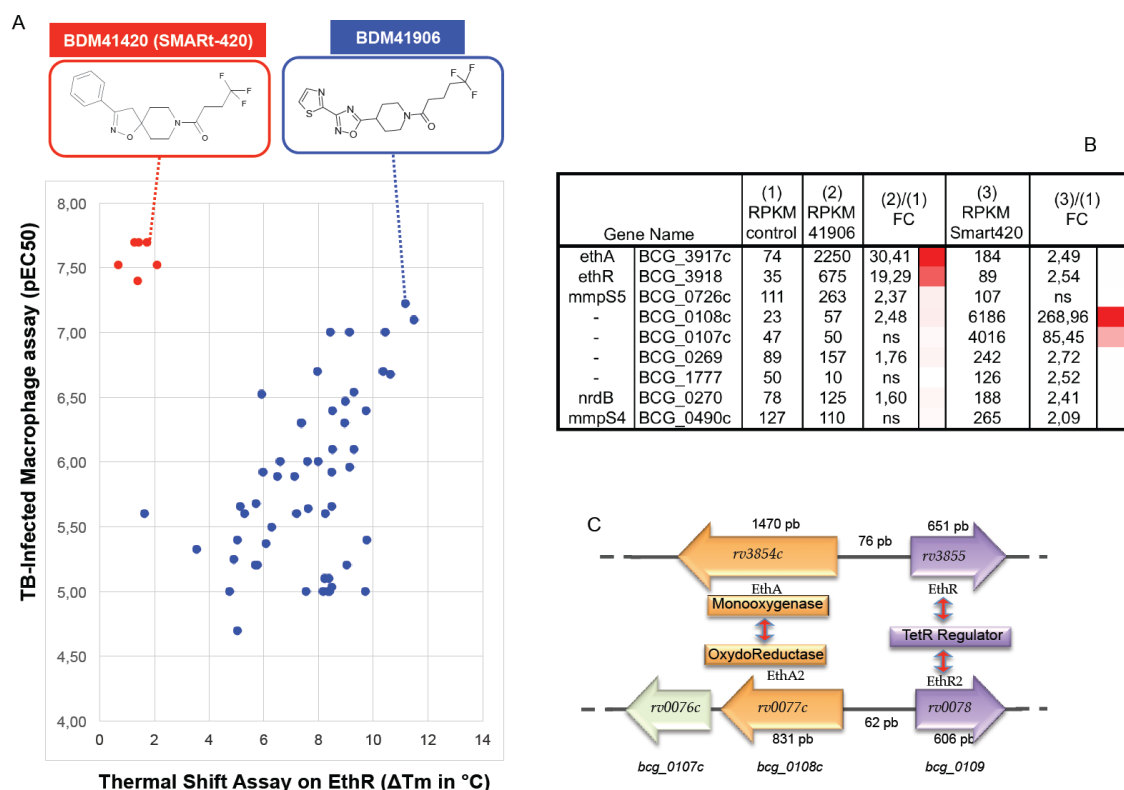 A
BDM41420 (SMARt-420)
BDM41906
N
O
N
O
F
F
F
N
S
N
N
O
N
O
F
F
F
TB-Infected Macrophage assay (pEC50)
8,00
7,50
7,00
6,50
6,00
5,50
5,00
4,50
4,00
0 2 4 6 8 10 12 14
Thermal Shift Assay on EthR (ΔTm in °C)
B
Gene Name (1) RPKM control (2) RPKM 41906 (2)/(1) FC (3) RPKM Smart420 (3)/(1) FC
ethA BCG_3917c 74 2250 30,41 184 2,49
ethR BCG_3918 35 675 19,29 89 2,54
mmpS5 BCG_0726c 111 263 2,37 107 ns
- BCG_0108c 23 57 2,48 6186 268,96
- BCG_0107c 47 50 ns 4016 85,45
- BCG_0269 89 157 1,76 242 2,72
- BCG_1777 50 10 ns 126 2,52
nrdB BCG_0270 78 125 1,60 188 2,41
mmpS4 BCG_0490c 127 110 ns 265 2,09
C
1470 pb 76 pb 651 pb
rv3854c rv3855
EthA EthR
Monooxygenase
TetR Regulator
OxydoReductase
EthA2 EthR2
rv0076c rv0077c rv0078
831 pb 62 pb 606 pb
bcg_0107c bcg_0108c bcg_0109